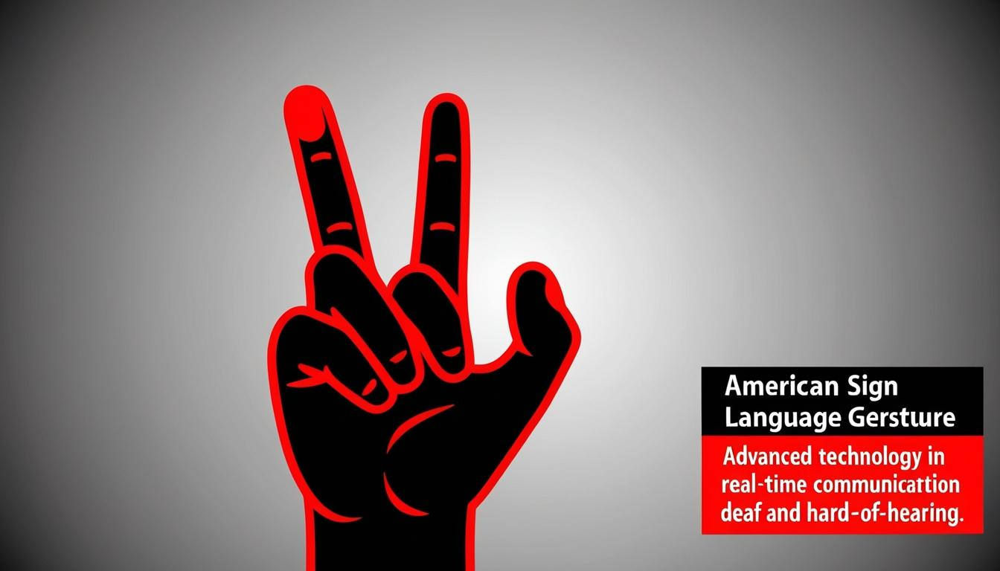 American Sign
Language Gerstture
Advanced technology in
real-time communicattion
deaf and hard-of-hearing.